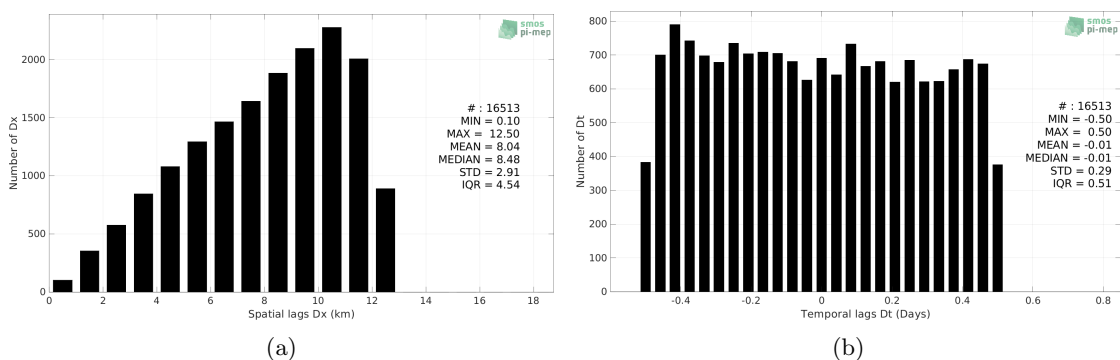 smos
pi-mep
2000
1500
1000
500
0
Number of Dx
# : 16513
MIN = 0.10
MAX = 12.50
MEAN = 8.04
MEDIAN = 8.48
STD = 2.91
IQR = 4.54
0 2 4 6 8 10 12 14 16 18
Spatial lags Dx (km)
(a)
smos
pi-mep
800
700
600
500
400
300
200
100
0
Number of Dt
# : 16513
MIN = -0.50
MAX = 0.50
MEAN = -0.01
MEDIAN = -0.01
STD = 0.29
IQR = 0.51
-0.4 -0.2 0 0.2 0.4 0.6 0.8
Temporal lags Dt (Days)
(b)